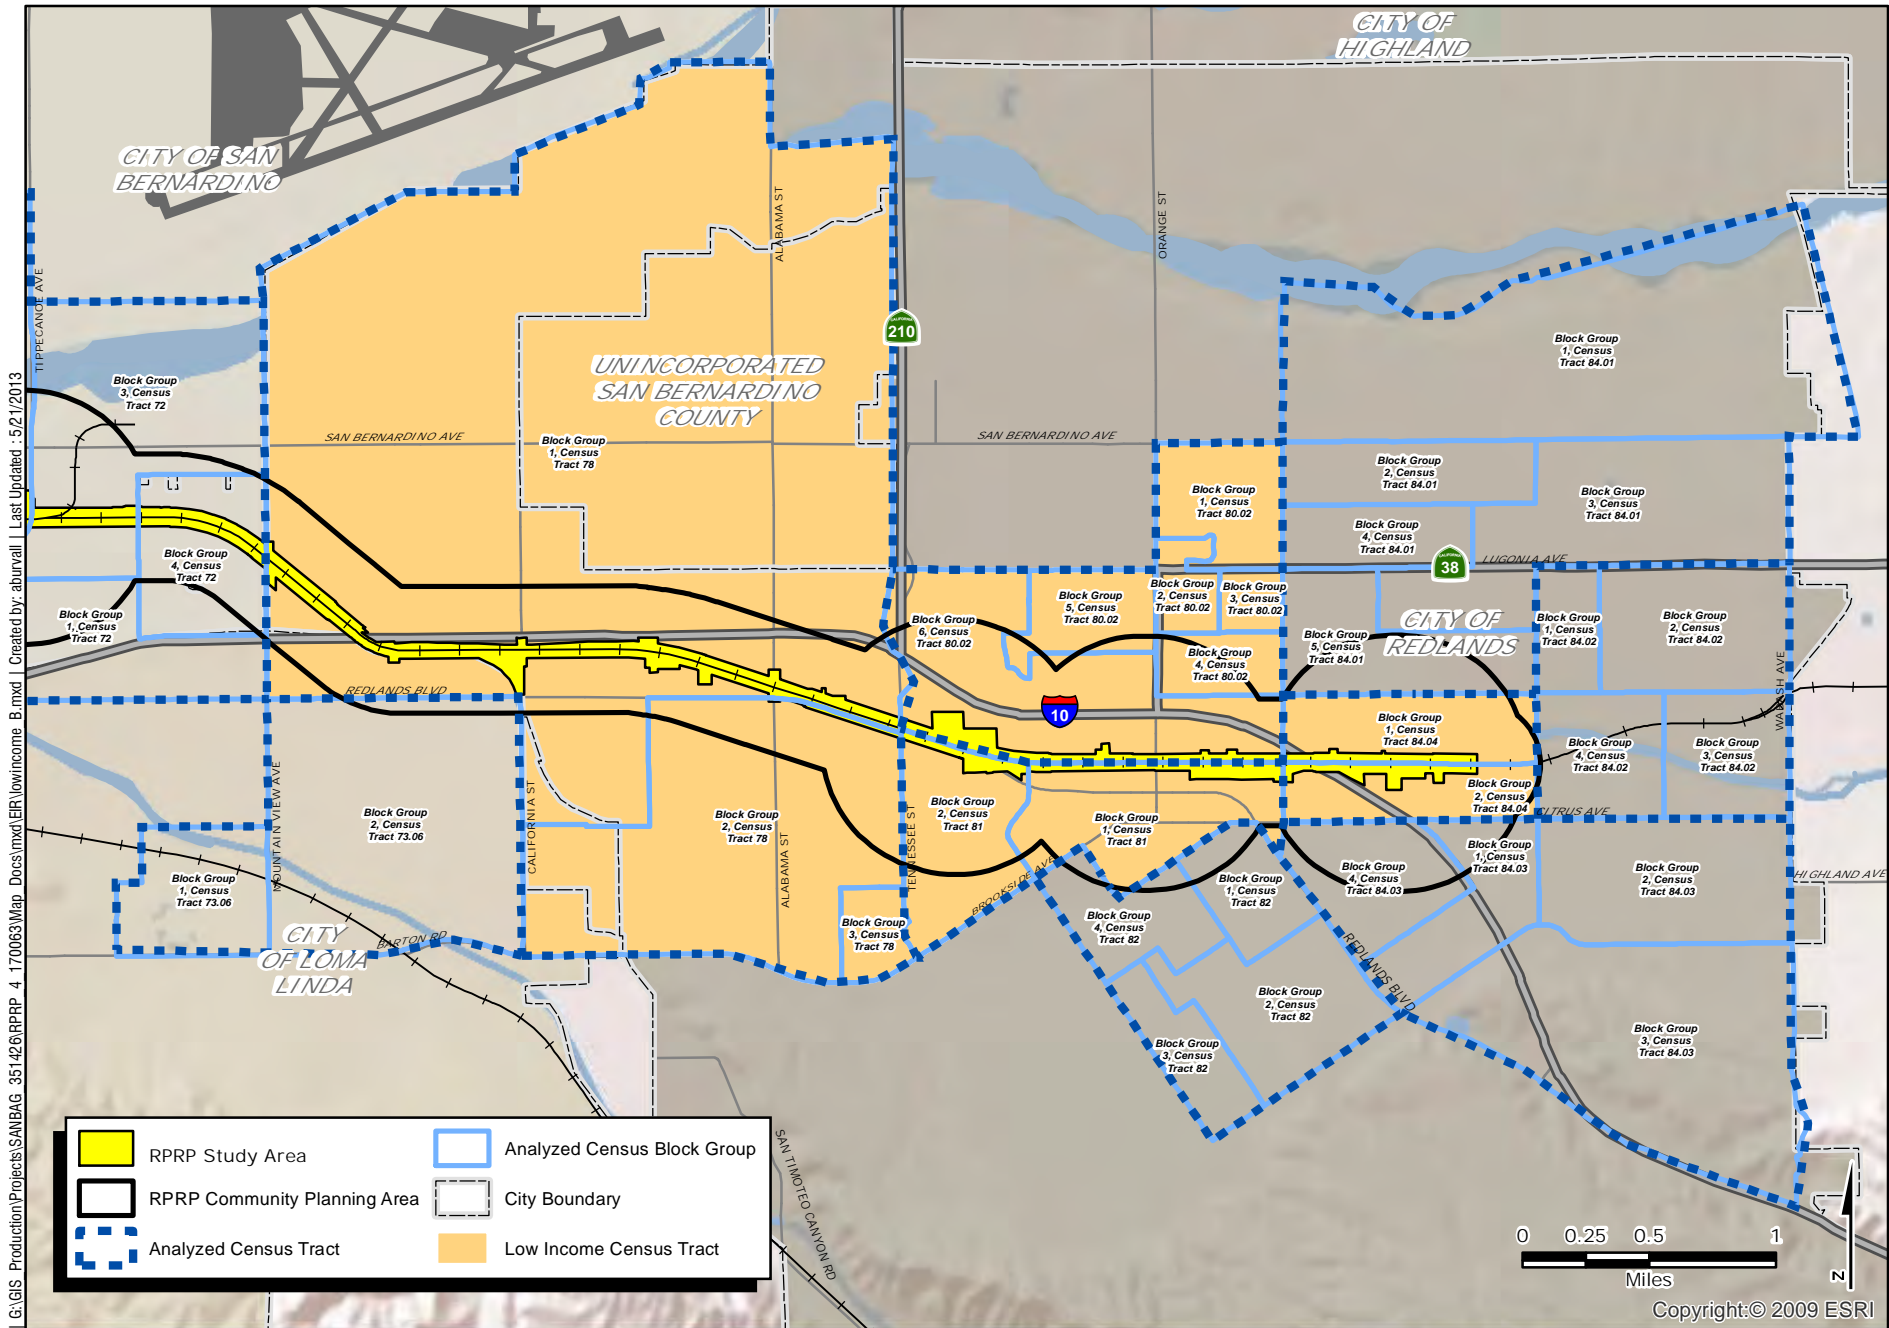 CITY OF
HIGHLAND
CITY OF SAN
BERNARDINO
ALABAMA ST
ORANGE ST
TIPPECANOE AVE
CALIFORNIA
210
UNINCORPORATED
SAN BERNARDINO
COUNTY
Block Group
1, Census
Tract 84.01
Block Group
3, Census
Tract 72
SAN BERNARDINO AVE
SAN BERNARDINO AVE
Block Group
1, Census
Tract 78
Block Group
2, Census
Tract 84.01
Block Group
1, Census
Tract 80.02
Block Group
3, Census
Tract 84.01
Block Group
4, Census
Tract 84.01
CALIFORNIA
38
LUGONIA AVE
Block Group
4, Census
Tract 72
Block Group
1, Census
Tract 72
Block Group
6, Census
Tract 80.02
Block Group
5, Census
Tract 80.02
Block Group
2, Census
Tract 80.02
Block Group
3, Census
Tract 80.02
Block Group
4, Census
Tract 80.02
Block Group
5, Census
Tract 84.01
CITY OF
REDLANDS
Block Group
1, Census
Tract 84.02
Block Group
2, Census
Tract 84.02
WABASH AVE
REDLANDS BLVD
10
Block Group
1, Census
Tract 84.04
Block Group
4, Census
Tract 84.02
Block Group
3, Census
Tract 84.02
Block Group
2, Census
Tract 84.04
CITRUS AVE
MOUNTAIN VIEW AVE
CALIFORNIA ST
ALABAMA ST
TENNESSEE ST
Block Group
2, Census
Tract 73.06
Block Group
2, Census
Tract 78
Block Group
2, Census
Tract 81
Block Group
1, Census
Tract 81
BROOKSIDE AVE
Block Group
1, Census
Tract 73.06
Block Group
3, Census
Tract 78
Block Group
4, Census
Tract 82
Block Group
1, Census
Tract 82
Block Group
4, Census
Tract 84.03
Block Group
1, Census
Tract 84.03
Block Group
2, Census
Tract 84.03
HIGHLAND AVE
BARTON RD
CITY
OF LOMA
LINDA
REDLANDS BLVD
Block Group
2, Census
Tract 82
Block Group
3, Census
Tract 82
Block Group
3, Census
Tract 84.03
SAN TIMOTEO CANYON RD
RPRP Study Area
RPRP Community Planning Area
Analyzed Census Tract
Analyzed Census Block Group
City Boundary
Low Income Census Tract
0 0.25 0.5 1
Miles
N
Copyright:© 2009 ESRI
G:\GIS_Production\Projects\SANBAG_351426\RPRP_4_170063\Map_Docs\mxd\EIR\lowincome_B.mxd | Created by: aburvall | Last Updated : 5/21/2013